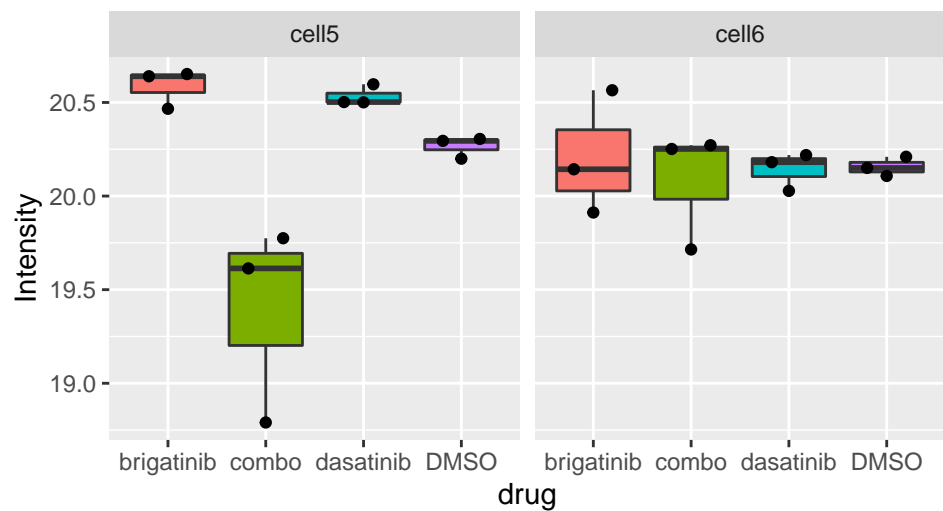 cell5 cell6
Intensity
20.5
20.0
19.5
19.0
brigatinib combo dasatinib DMSO brigatinib combo dasatinib DMSO
drug